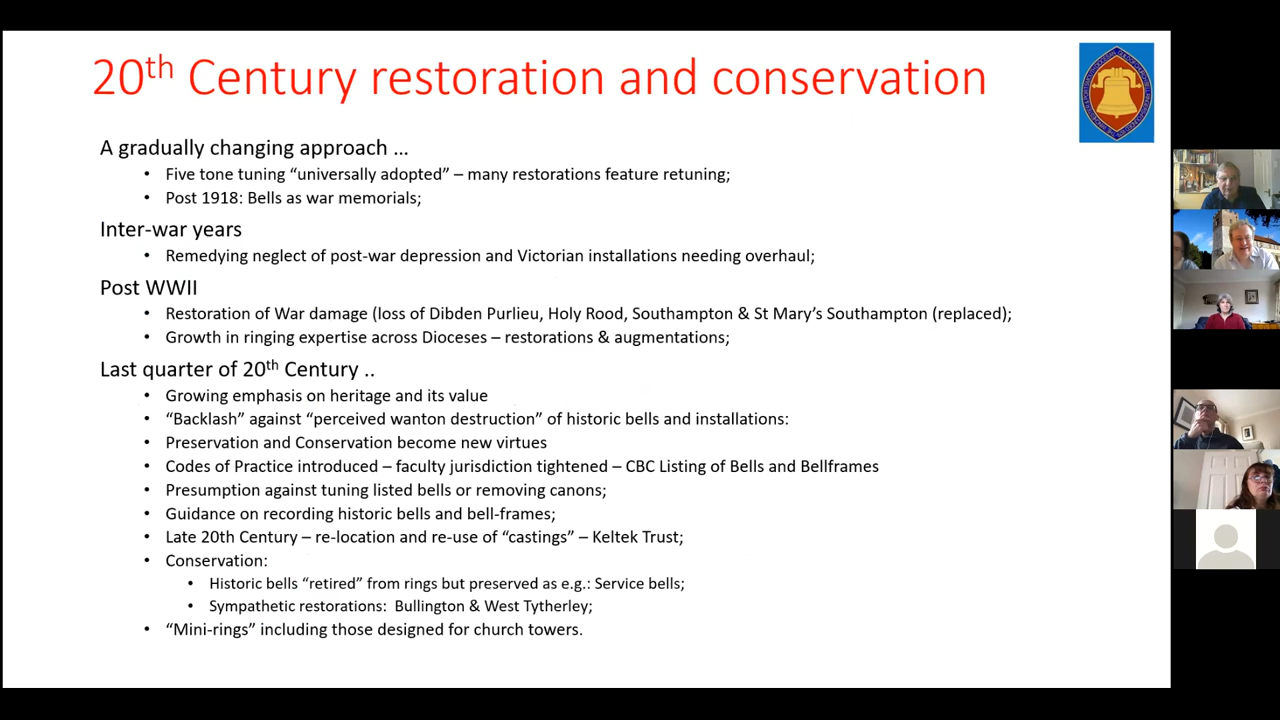 20th Century restoration and conservation
A gradually changing approach ...
• Five tone tuning “universally adopted” – many restorations feature retuning;
• Post 1918: Bells as war memorials;
Inter-war years
• Remedying neglect of post-war depression and Victorian installations needing overhaul;
Post WWII
• Restoration of War damage (loss of Dibden Purlieu, Holy Rood, Southampton & St Mary’s Southampton (replaced);
• Growth in ringing expertise across Dioceses – restorations & augmentations;
Last quarter of 20th Century ..
• Growing emphasis on heritage and its value
• “Backlash” against “perceived wanton destruction” of historic bells and installations:
• Preservation and Conservation become new virtues
• Codes of Practice introduced – faculty jurisdiction tightened – CBC Listing of Bells and Bellframes
• Presumption against tuning listed bells or removing canons;
• Guidance on recording historic bells and bell-frames;
• Late 20th Century – re-location and re-use of “castings” – Keltek Trust;
• Conservation:
• Historic bells “retired” from rings but preserved as e.g.: Service bells;
• Sympathetic restorations: Bullington & West Tytherley;
• “Mini-rings” including those designed for church towers.